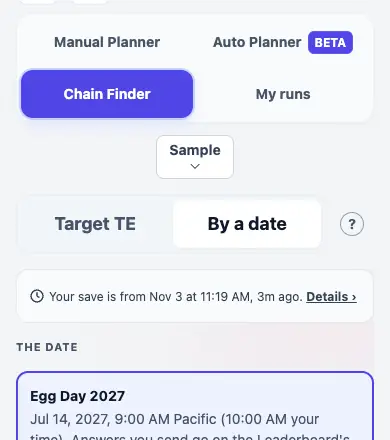 Manual Planner
Auto Planner BETA
Chain Finder
My runs
Sample
Target TE
By a date
?
Your save is from Nov 3 at 11:19 AM, 3m ago. Details ›
THE DATE
Egg Day 2027
Jul 14, 2027, 9:00 AM Pacific (10:00 AM your
time). Answers you send go on the Leaderboard's